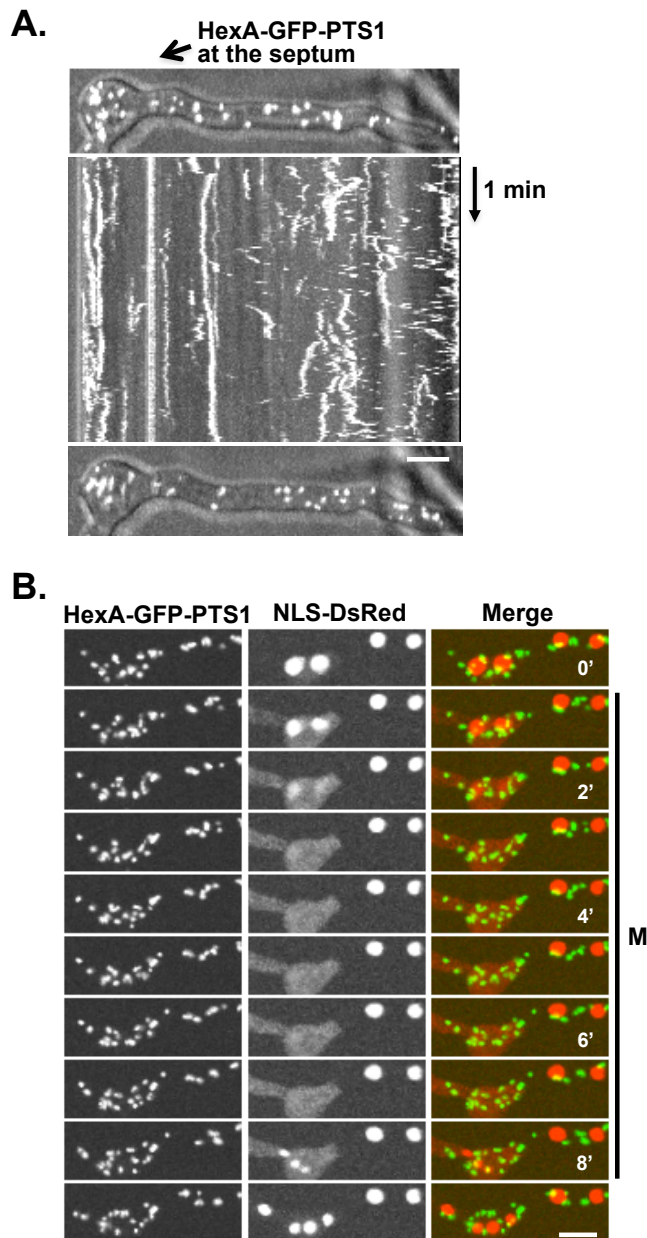 A.
HexA-GFP-PTS1
at the septum
1 min
B.
HexA-GFP-PTS1 NLS-DsRed Merge
0’
2’
4’
M
6’
8’